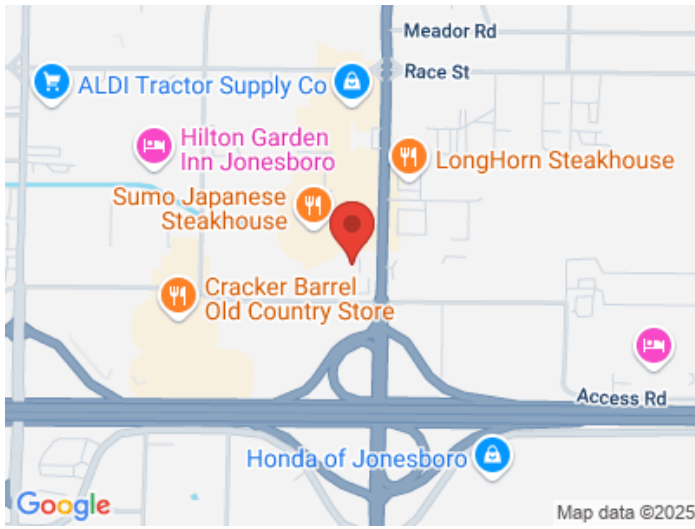 Meador Rd
Race St
ALDI Tractor Supply Co
Hilton Garden
Inn Jonesboro
LongHorn Steakhouse
Sumo Japanese
Steakhouse
Cracker Barrel
Old Country Store
Access Rd
Honda of Jonesboro
Google
Map data ©2025